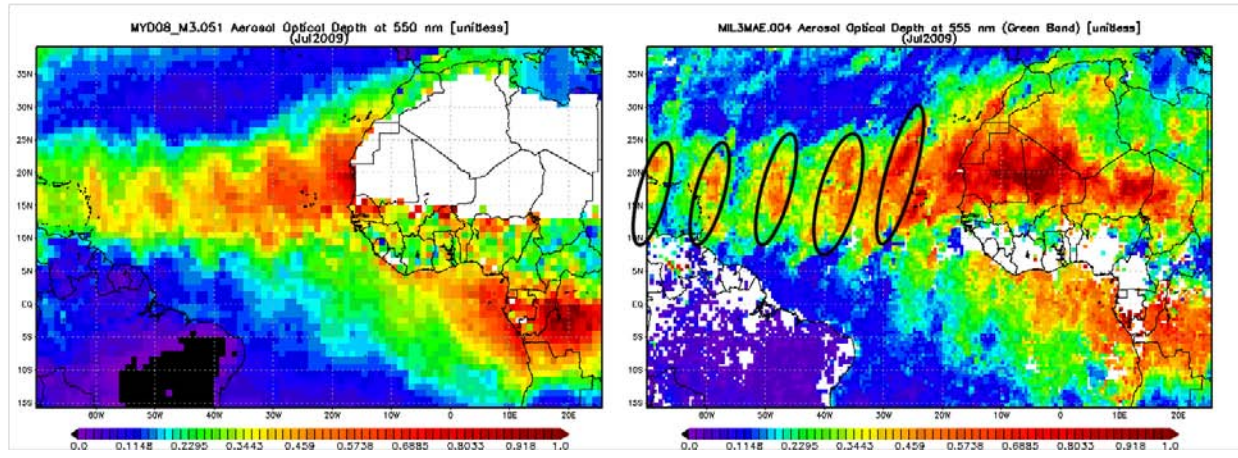 MYD08_M3.051 Aerosol Optical Depth at 550 nm [unitless]
(Jul2009)
35N
30N
25N
20N
15N
10N
5N
EQ
5S
10S
15S
60W 50W 40W 30W 20W 10W 0 10E 20E
0.0 0.1148 0.2295 0.3443 0.459 0.5738 0.6885 0.8033 0.918 1.0
MIL3MAE.004 Aerosol Optical Depth at 555 nm (Green Band) [unitless]
(Jul2009)
35N
30N
25N
20N
15N
10N
5N
EQ
5S
10S
15S
60W 50W 40W 30W 20W 10W 0 10E 20E
0.0 0.1148 0.2295 0.3443 0.459 0.5738 0.6885 0.8033 0.918 1.0